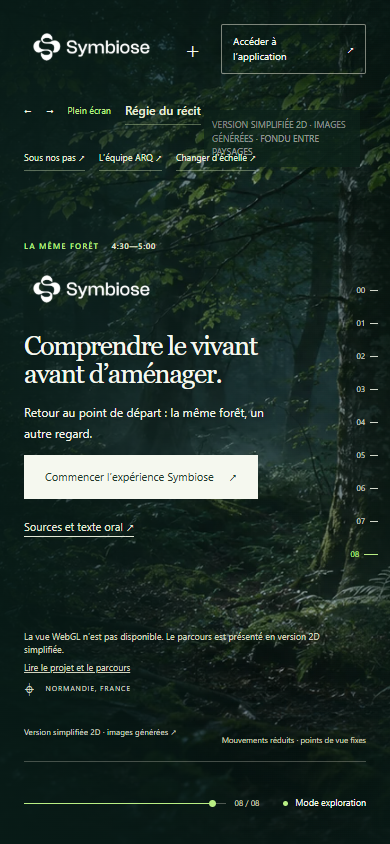 Symbiose
+
Accéder à
l'application ↗
← → Plein écran Régie du récit
VERSION SIMPLIFIÉE 2D · IMAGES
GÉNÉRÉES · FONDU ENTRE
PAYSAGES
Sous nos pas ↗ L'équipe ARQ ↗ Changer d'échelle ↗
LA MÊME FORÊT · 4:30—5:00
Symbiose
00
01
02
03
04
05
06
07
08
Comprendre le vivant
avant d'aménager.
Retour au point de départ : la même forêt, un
autre regard.
Commencer l'expérience Symbiose ↗
Sources et texte oral ↗
La vue WebGL n'est pas disponible. Le parcours est présenté en version 2D
simplifiée.
Lire le projet et le parcours
NORMANDIE, FRANCE
Version simplifiée 2D · images générées ↗
Mouvements réduits · points de vue fixes
08 / 08
Mode exploration